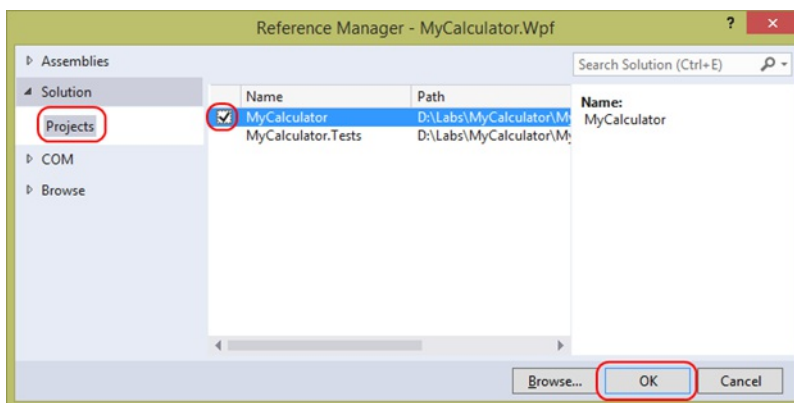 Reference Manager - MyCalculator.Wpf
Assemblies
Search Solution (Ctrl+E)
Solution
Projects
COM
Browse
Name Path
MyCalculator D:\Labs\MyCalculator\M
MyCalculator.Tests D:\Labs\MyCalculator\My
Name:
MyCalculator
Browse... OK Cancel